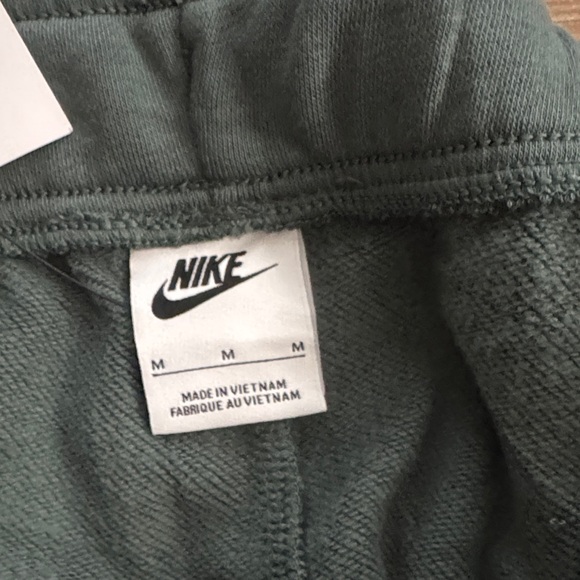 NIKE
M M M
MADE IN VIETNAM
FABRIQUE AU VIETNAM